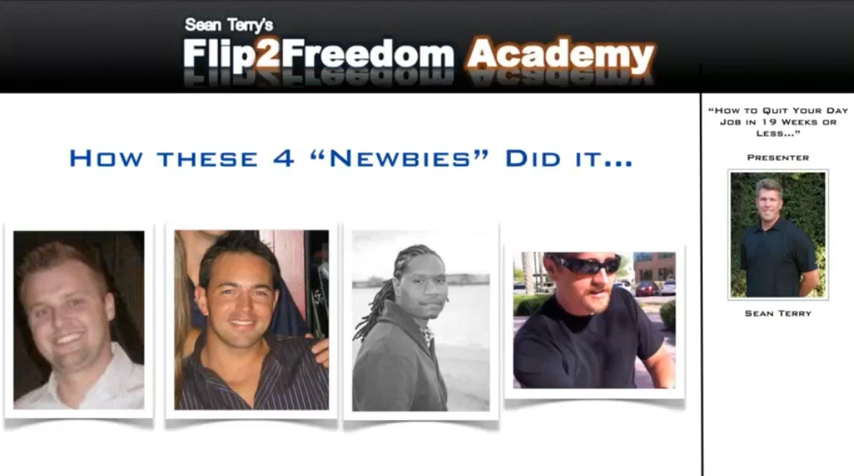 Sean Terry's
Flip2Freedom Academy
How these 4 “Newbies” Did it...
“How to Quit Your Day
Job in 19 Weeks or
Less...”
Presenter
Sean Terry